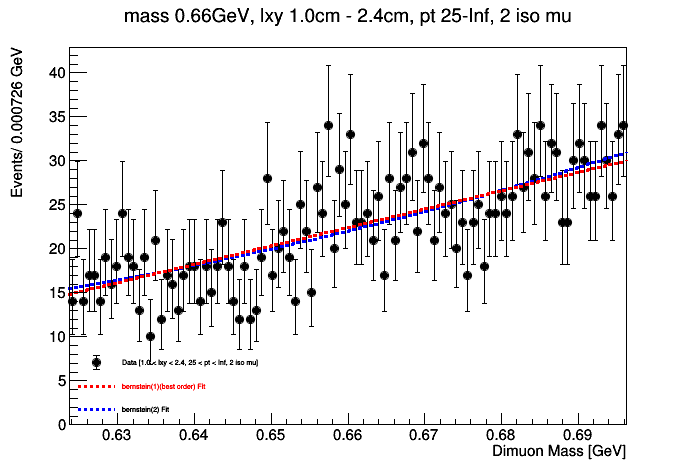 mass 0.66GeV, lxy 1.0cm - 2.4cm, pt 25-Inf, 2 iso mu
Events/ 0.000726 GeV
40
35
30
25
20
15
10
5
0
Data [1.0 < lxy < 2.4, 25 < pt < Inf, 2 iso mu]
bernstein(1)(best order) Fit
bernstein(2) Fit
0.63 0.64 0.65 0.66 0.67 0.68 0.69
Dimuon Mass [GeV]